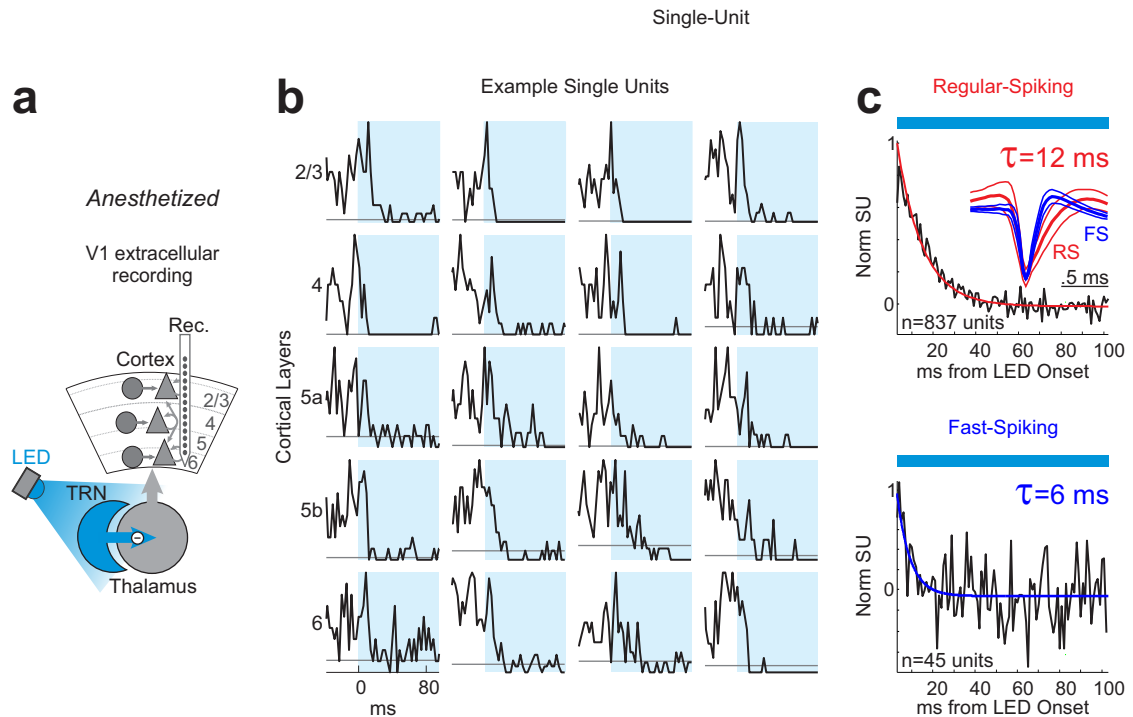 Single-Unit
a
Anesthetized
V1 extracellular
recording
Rec.
Cortex
2/3
4
5
6
LED
TRN
Thalamus
b
Example Single Units
Cortical Layers
2/3
4
5a
5b
6
0
80
ms
c
Regular-Spiking
τ=12 ms
1
0
Norm SU
FS
RS
.5 ms
n=837 units
20 40 60 80 100
ms from LED Onset
Fast-Spiking
τ=6 ms
1
0
Norm SU
n=45 units
20 40 60 80 100
ms from LED Onset